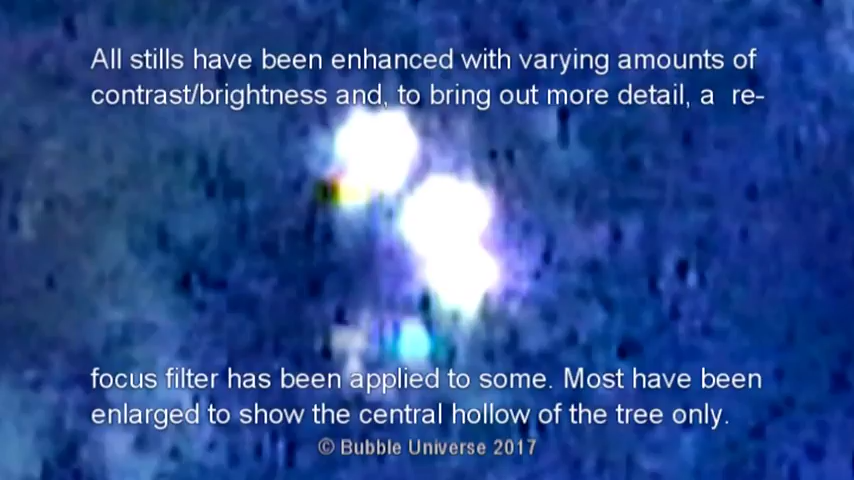 All stills have been enhanced with varying amounts of
contrast/brightness and, to bring out more detail, a re-
focus filter has been applied to some. Most have been
enlarged to show the central hollow of the tree only.
© Bubble Universe 2017